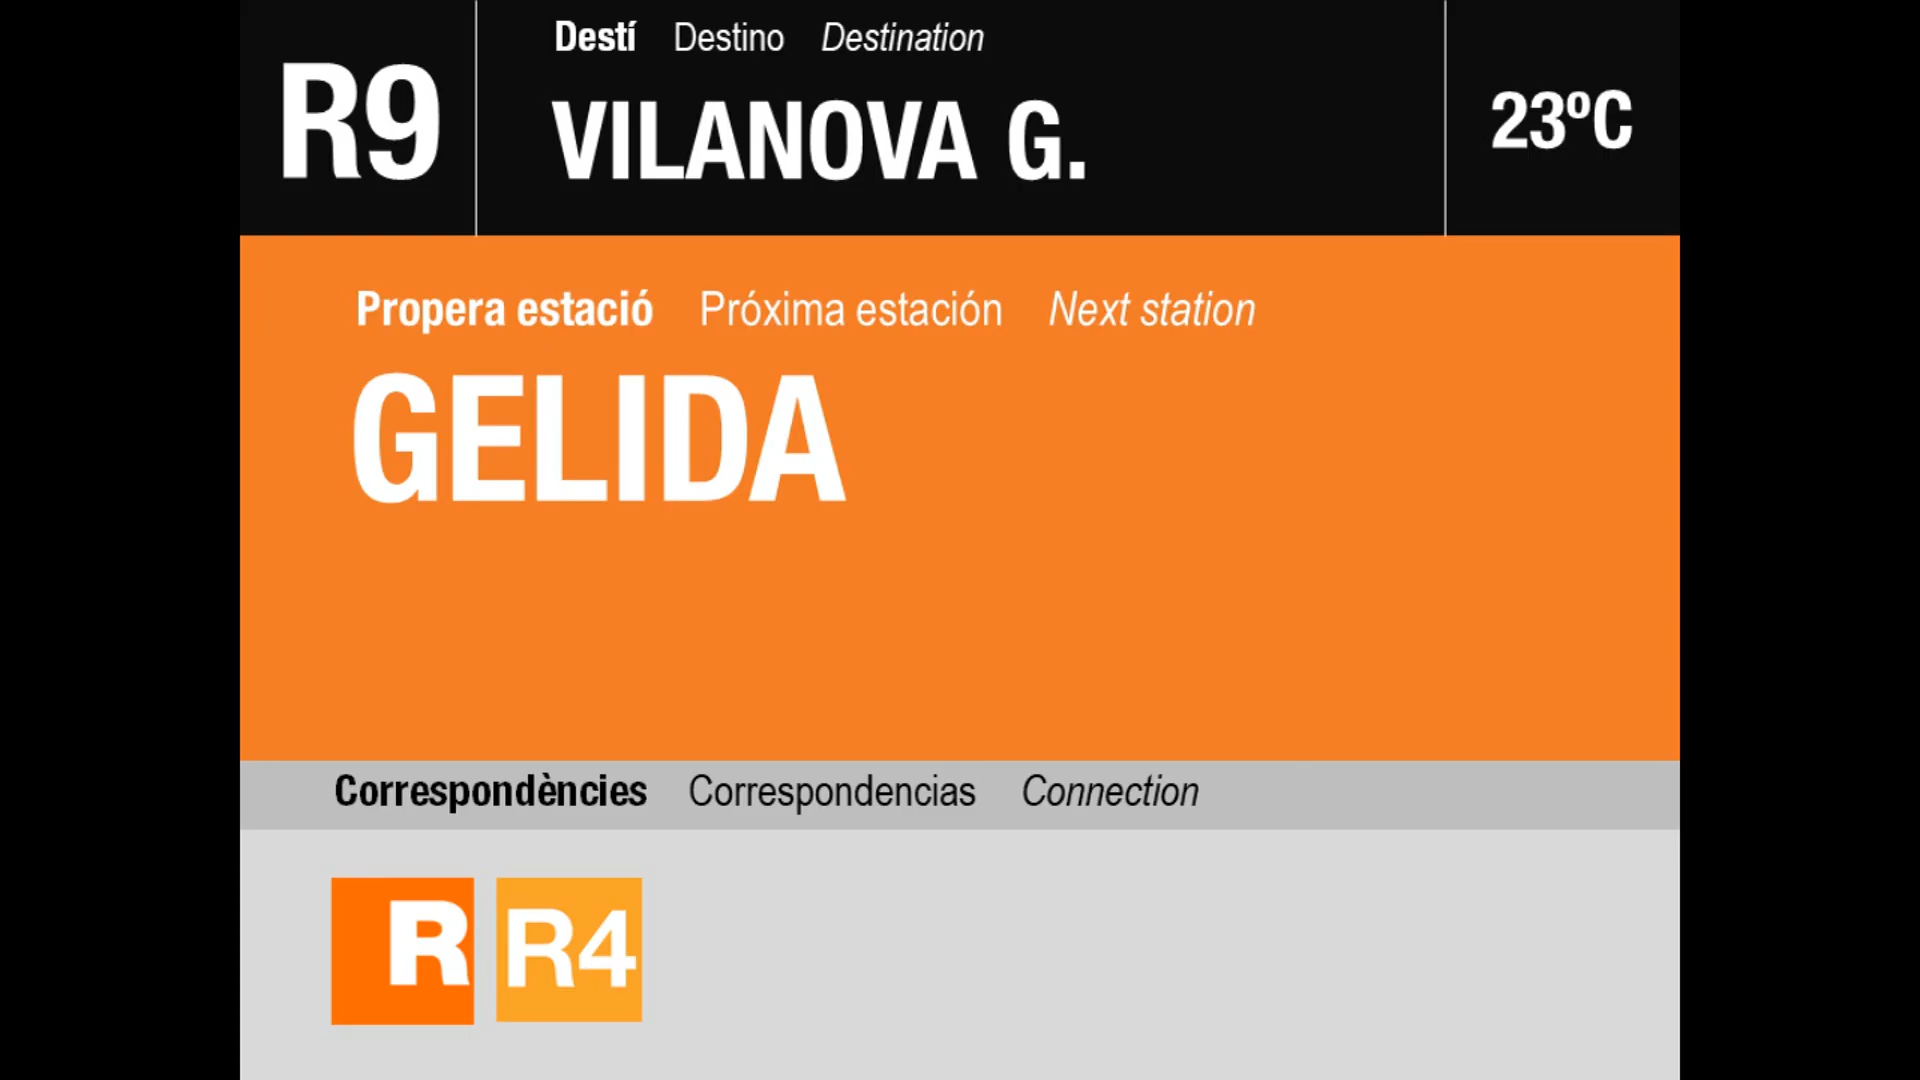 R9
Destí Destino Destination
VILANOVA G.
23ºC
Propera estació Próxima estación Next station
GELIDA
Correspondències Correspondencias Connection
R R4